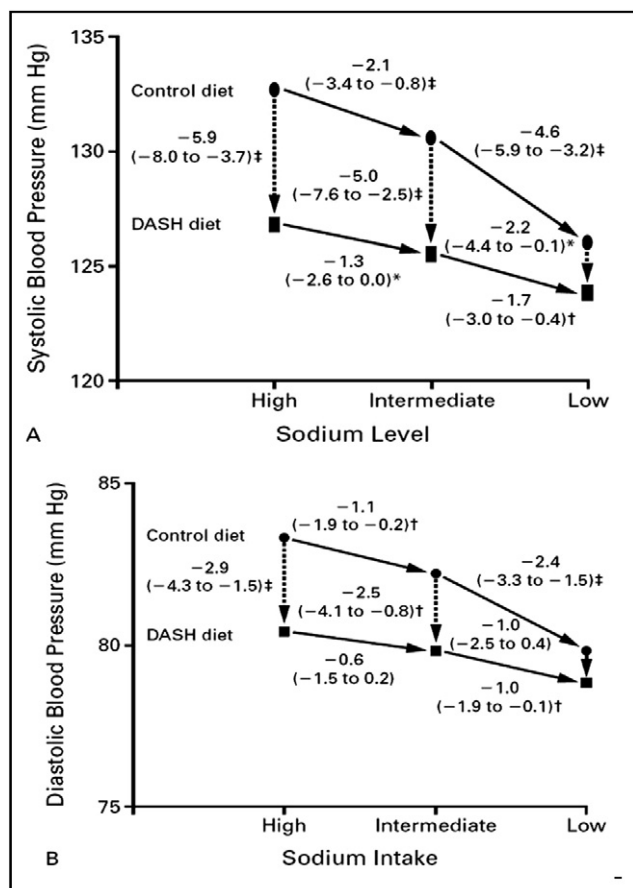 135
−2.1
(−3.4 to −0.8)‡
Control diet
−4.6
(−5.9 to −3.2)‡
−5.9
(−8.0 to −3.7)‡
130
−5.0
(−7.6 to −2.5)‡
DASH diet
−2.2
(−4.4 to −0.1)*
−1.3
(−2.6 to 0.0)*
125
−1.7
(−3.0 to −0.4)†
120
Systolic Blood Pressure (mm Hg)
High Intermediate Low
A
Sodium Level
85
−1.1
(−1.9 to −0.2)†
Control diet
−2.4
(−3.3 to −1.5)‡
−2.9
(−4.3 to −1.5)‡
−2.5
(−4.1 to −0.8)†
−1.0
(−2.5 to 0.4)
DASH diet
80
−0.6
(−1.5 to 0.2)
−1.0
(−1.9 to −0.1)†
75
Diastolic Blood Pressure (mm Hg)
High Intermediate Low
B
Sodium Intake